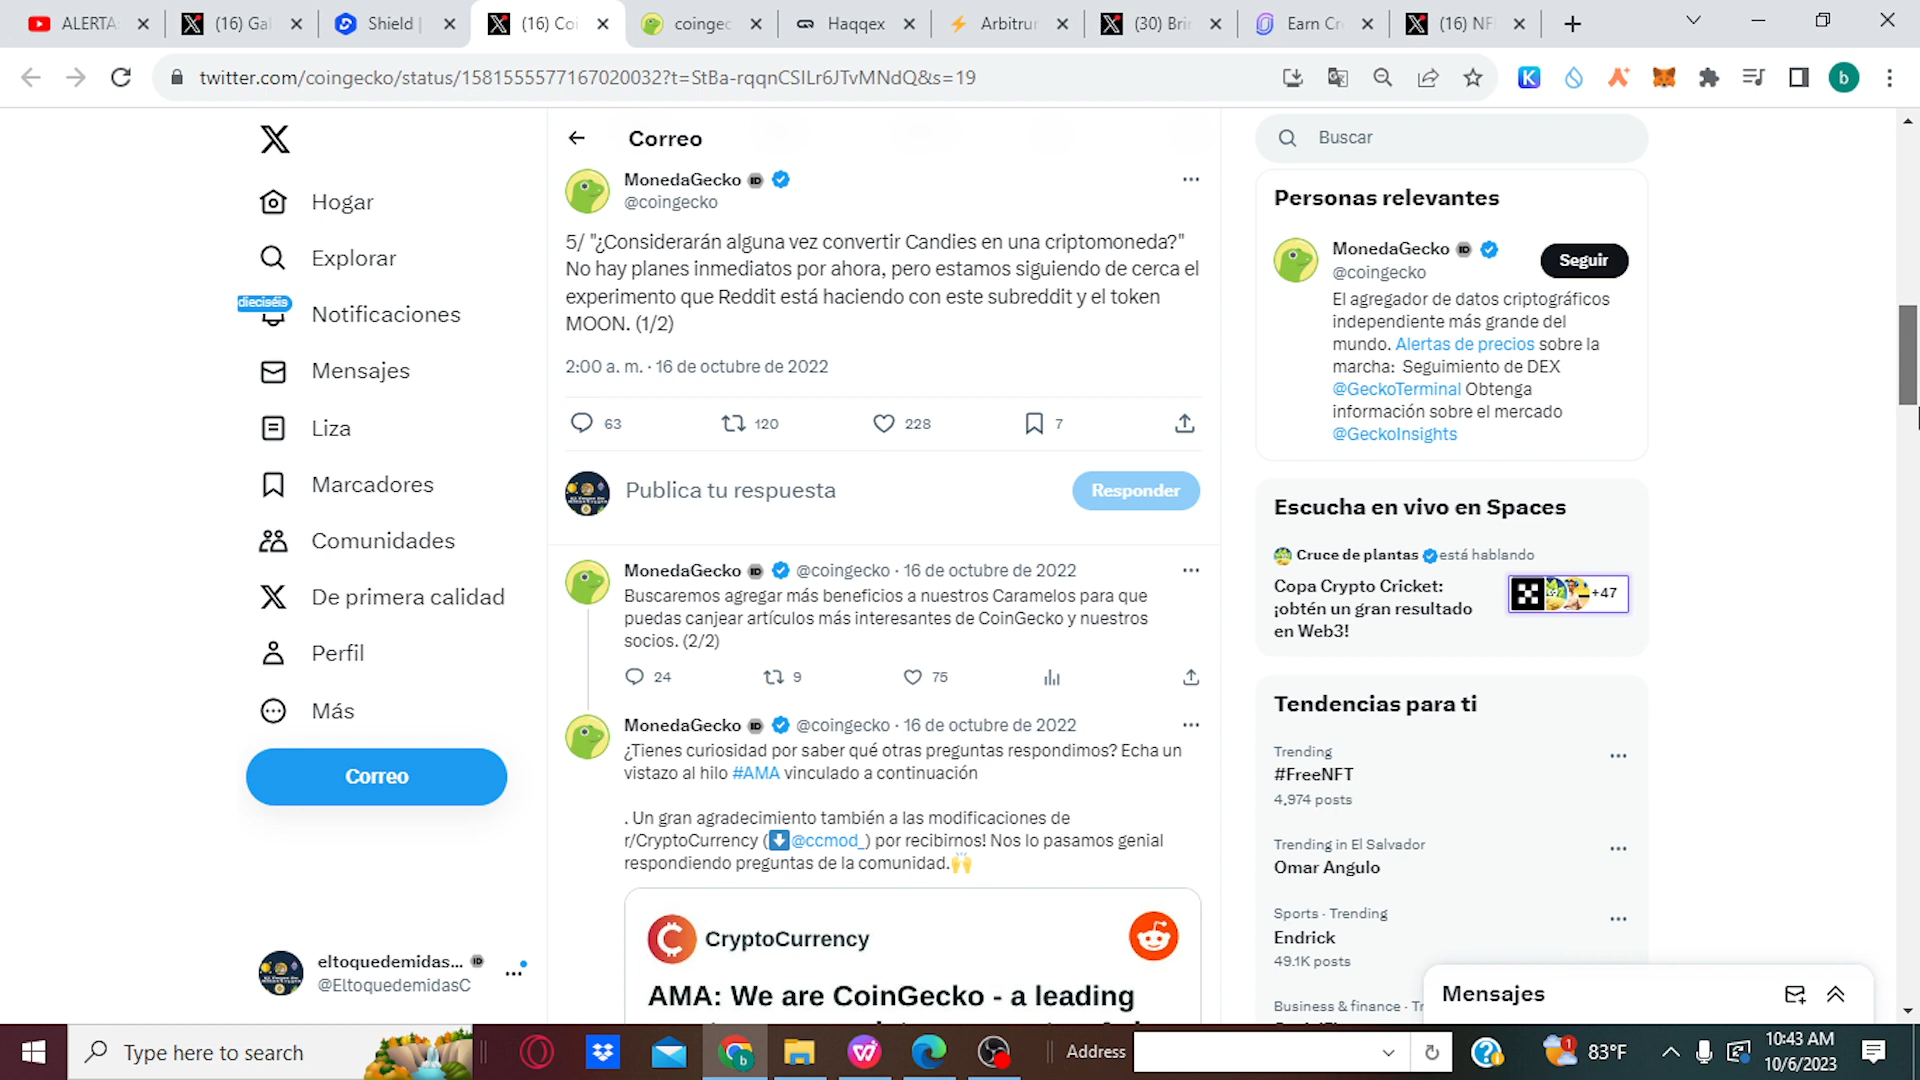 ALERTA:
(16) Gal
Shield |
(16) Coi
coingec
Haqqex
Arbitrur
(30) Brir
Earn Cr
(16) NF
twitter.com/coingecko/status/1581555577167020032?t=StBa-rqqnCSILr6JTvMNdQ&s=19
Hogar
Explorar
dieciséis
Notificaciones
Mensajes
Liza
Marcadores
Comunidades
De primera calidad
Perfil
Más
Correo
eltoquedemidas...
@EltoquedemidasC
Correo
MonedaGecko
@coingecko
5/ "¿Considerarán alguna vez convertir Candies en una criptomoneda?"
No hay planes inmediatos por ahora, pero estamos siguiendo de cerca el
experimento que Reddit está haciendo con este subreddit y el token
MOON. (1/2)
2:00 a. m. · 16 de octubre de 2022
63 120 228 7
Publica tu respuesta
Responder
MonedaGecko @coingecko · 16 de octubre de 2022
Buscaremos agregar más beneficios a nuestros Caramelos para que
puedas canjear artículos más interesantes de CoinGecko y nuestros
socios. (2/2)
24 9 75
MonedaGecko @coingecko · 16 de octubre de 2022
¿Tienes curiosidad por saber qué otras preguntas respondimos? Echa un
vistazo al hilo #AMA vinculado a continuación
. Un gran agradecimiento también a las modificaciones de
r/CryptoCurrency (⬇@ccmod_) por recibirnos! Nos lo pasamos genial
respondiendo preguntas de la comunidad.🙌
CryptoCurrency
AMA: We are CoinGecko - a leading
Buscar
Personas relevantes
MonedaGecko
@coingecko
Seguir
El agregador de datos criptográficos
independiente más grande del
mundo. Alertas de precios sobre la
marcha: Seguimiento de DEX
@GeckoTerminal Obtenga
información sobre el mercado
@GeckoInsights
Escucha en vivo en Spaces
Cruce de plantas está hablando
Copa Crypto Cricket:
¡obtén un gran resultado
en Web3!
+47
Tendencias para ti
Trending
#FreeNFT
4,974 posts
Trending in El Salvador
Omar Angulo
Sports · Trending
Endrick
49.1K posts
Business & finance · Tr
Mensajes
Type here to search
Address
83°F
10:43 AM
10/6/2023